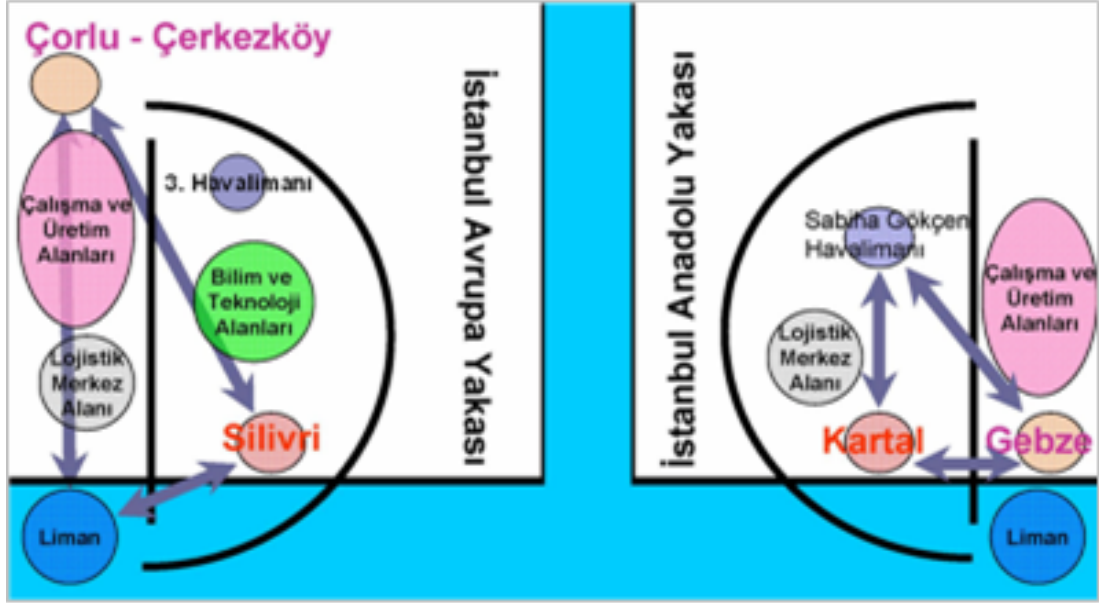 Çorlu - Çerkezköy
3. Havalimanı
Çalışma ve
Üretim
Alanları
Bilim ve
Teknoloji
Alanları
Lojistik
Merkez
Alanı
Silivri
Liman
İstanbul Avrupa Yakası
İstanbul Anadolu Yakası
Sabiha Gökçen
Havalimanı
Çalışma ve
Üretim
Alanları
Lojistik
Merkez
Alanı
Kartal
Gebze
Liman